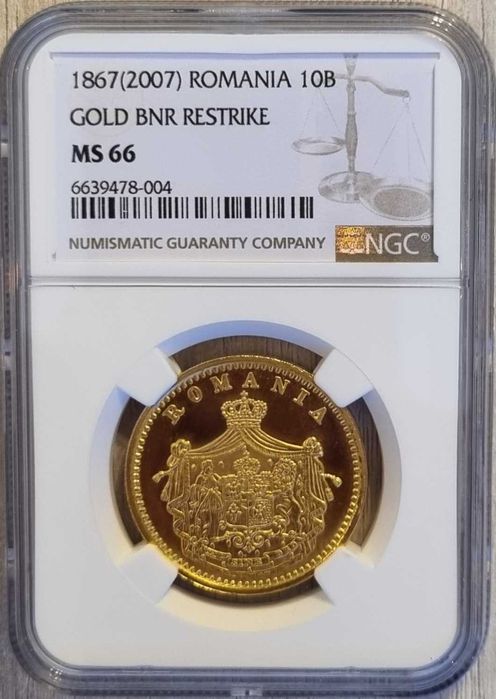 1867(2007) ROMANIA 10B
GOLD BNR RESTRIKE
MS 66
6639478-004
NUMISMATIC GUARANTY COMPANY
NGC®
ROMANIA